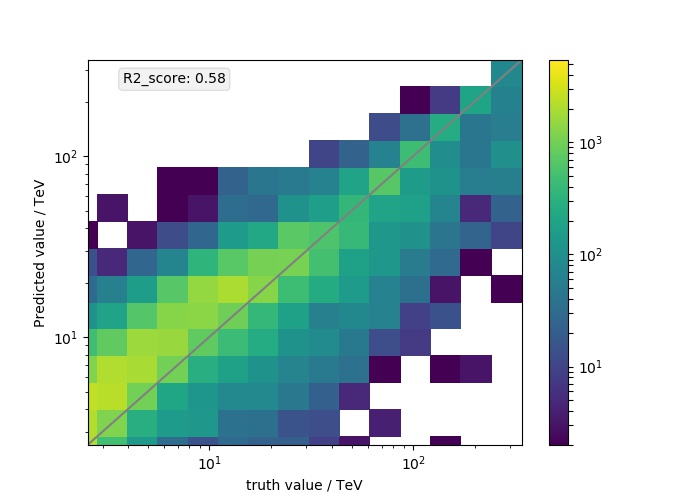 R2_score: 0.58
Predicted value / TeV
10²
10¹
10¹
10²
truth value / TeV
10³
10²
10¹